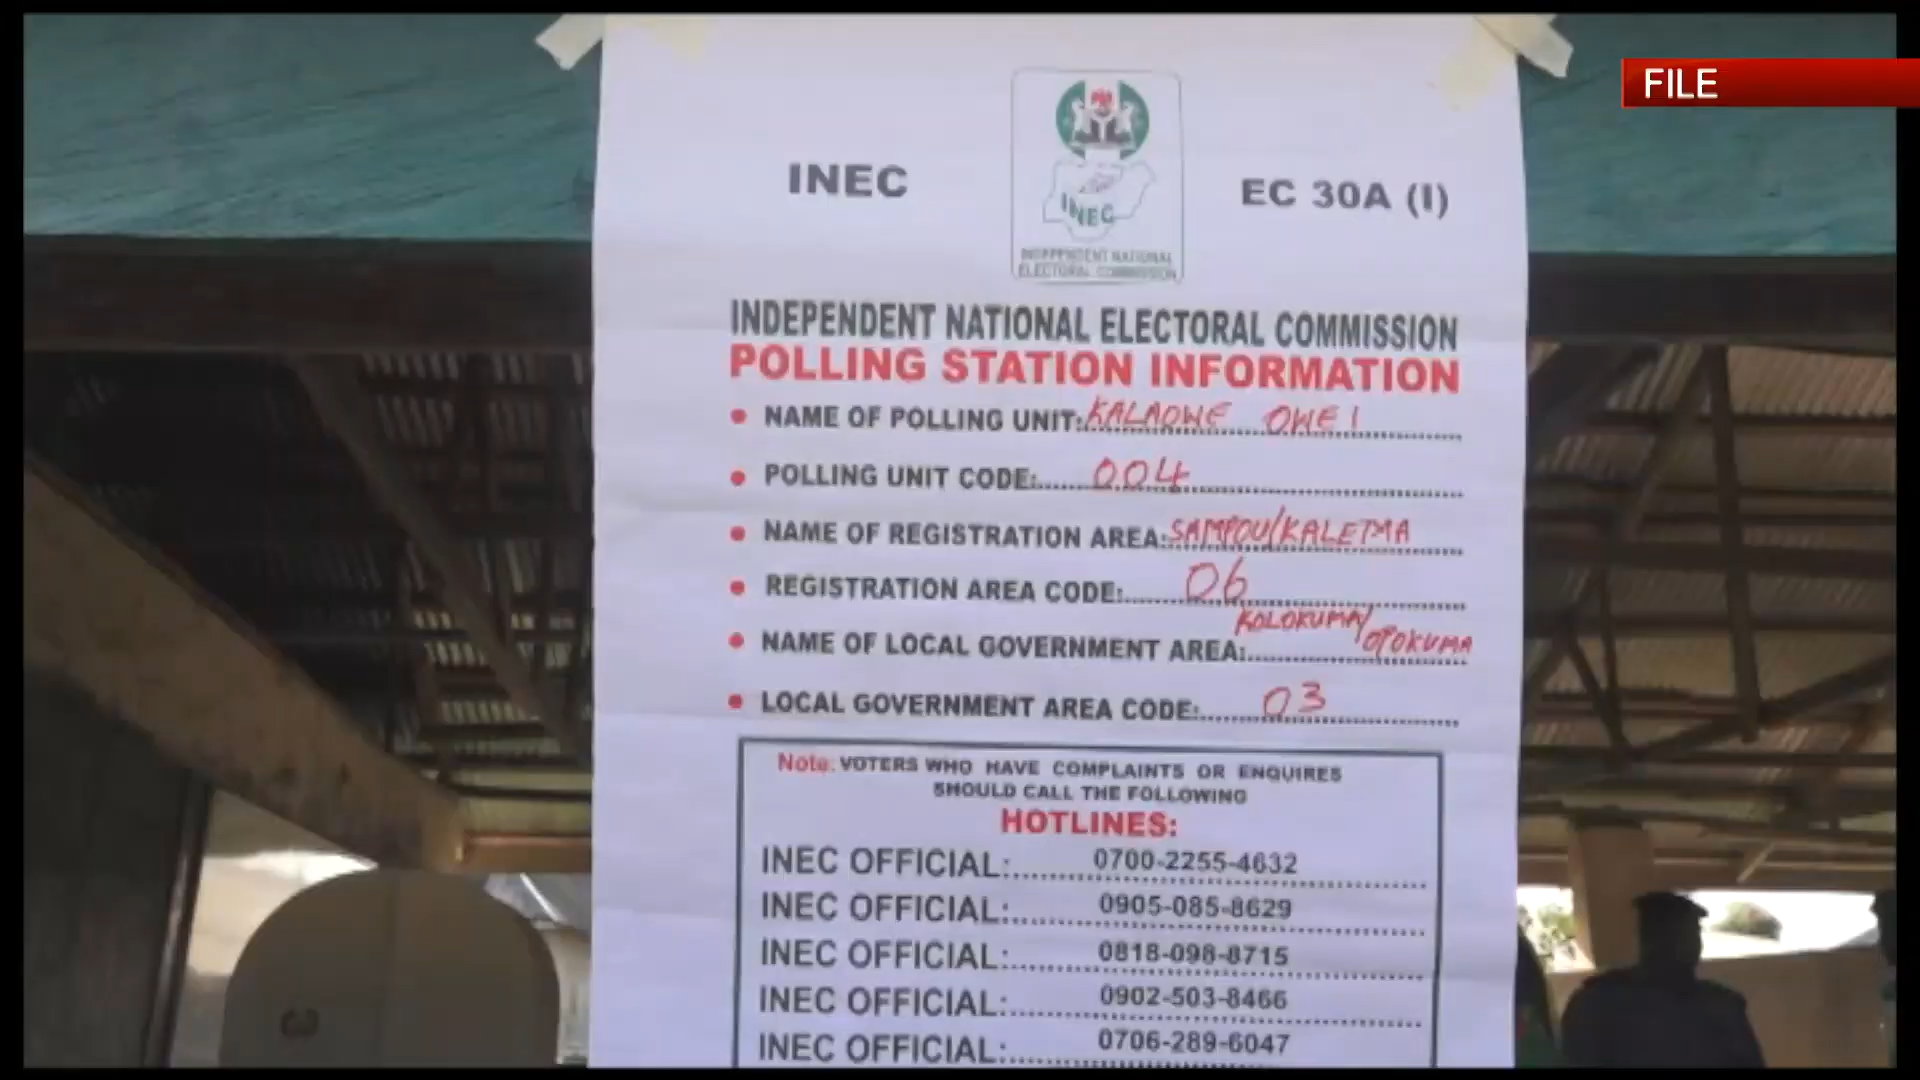 FILE
INEC
EC 30A (I)
INEC
INDEPENDENT NATIONAL
ELECTORAL COMMISSION
INDEPENDENT NATIONAL ELECTORAL COMMISSION
POLLING STATION INFORMATION
• NAME OF POLLING UNIT: KALAOWE OWEI
• POLLING UNIT CODE: 004
• NAME OF REGISTRATION AREA: SAMPOU/KALETMA
• REGISTRATION AREA CODE: 06
• NAME OF LOCAL GOVERNMENT AREA: KOLOKUMA/OPOKUMA
• LOCAL GOVERNMENT AREA CODE: 03
Note: VOTERS WHO HAVE COMPLAINTS OR ENQUIRES
SHOULD CALL THE FOLLOWING
HOTLINES:
INEC OFFICIAL: 0700-2255-4632
INEC OFFICIAL: 0905-085-8629
INEC OFFICIAL: 0818-098-8715
INEC OFFICIAL: 0902-503-8466
INEC OFFICIAL: 0706-289-6047